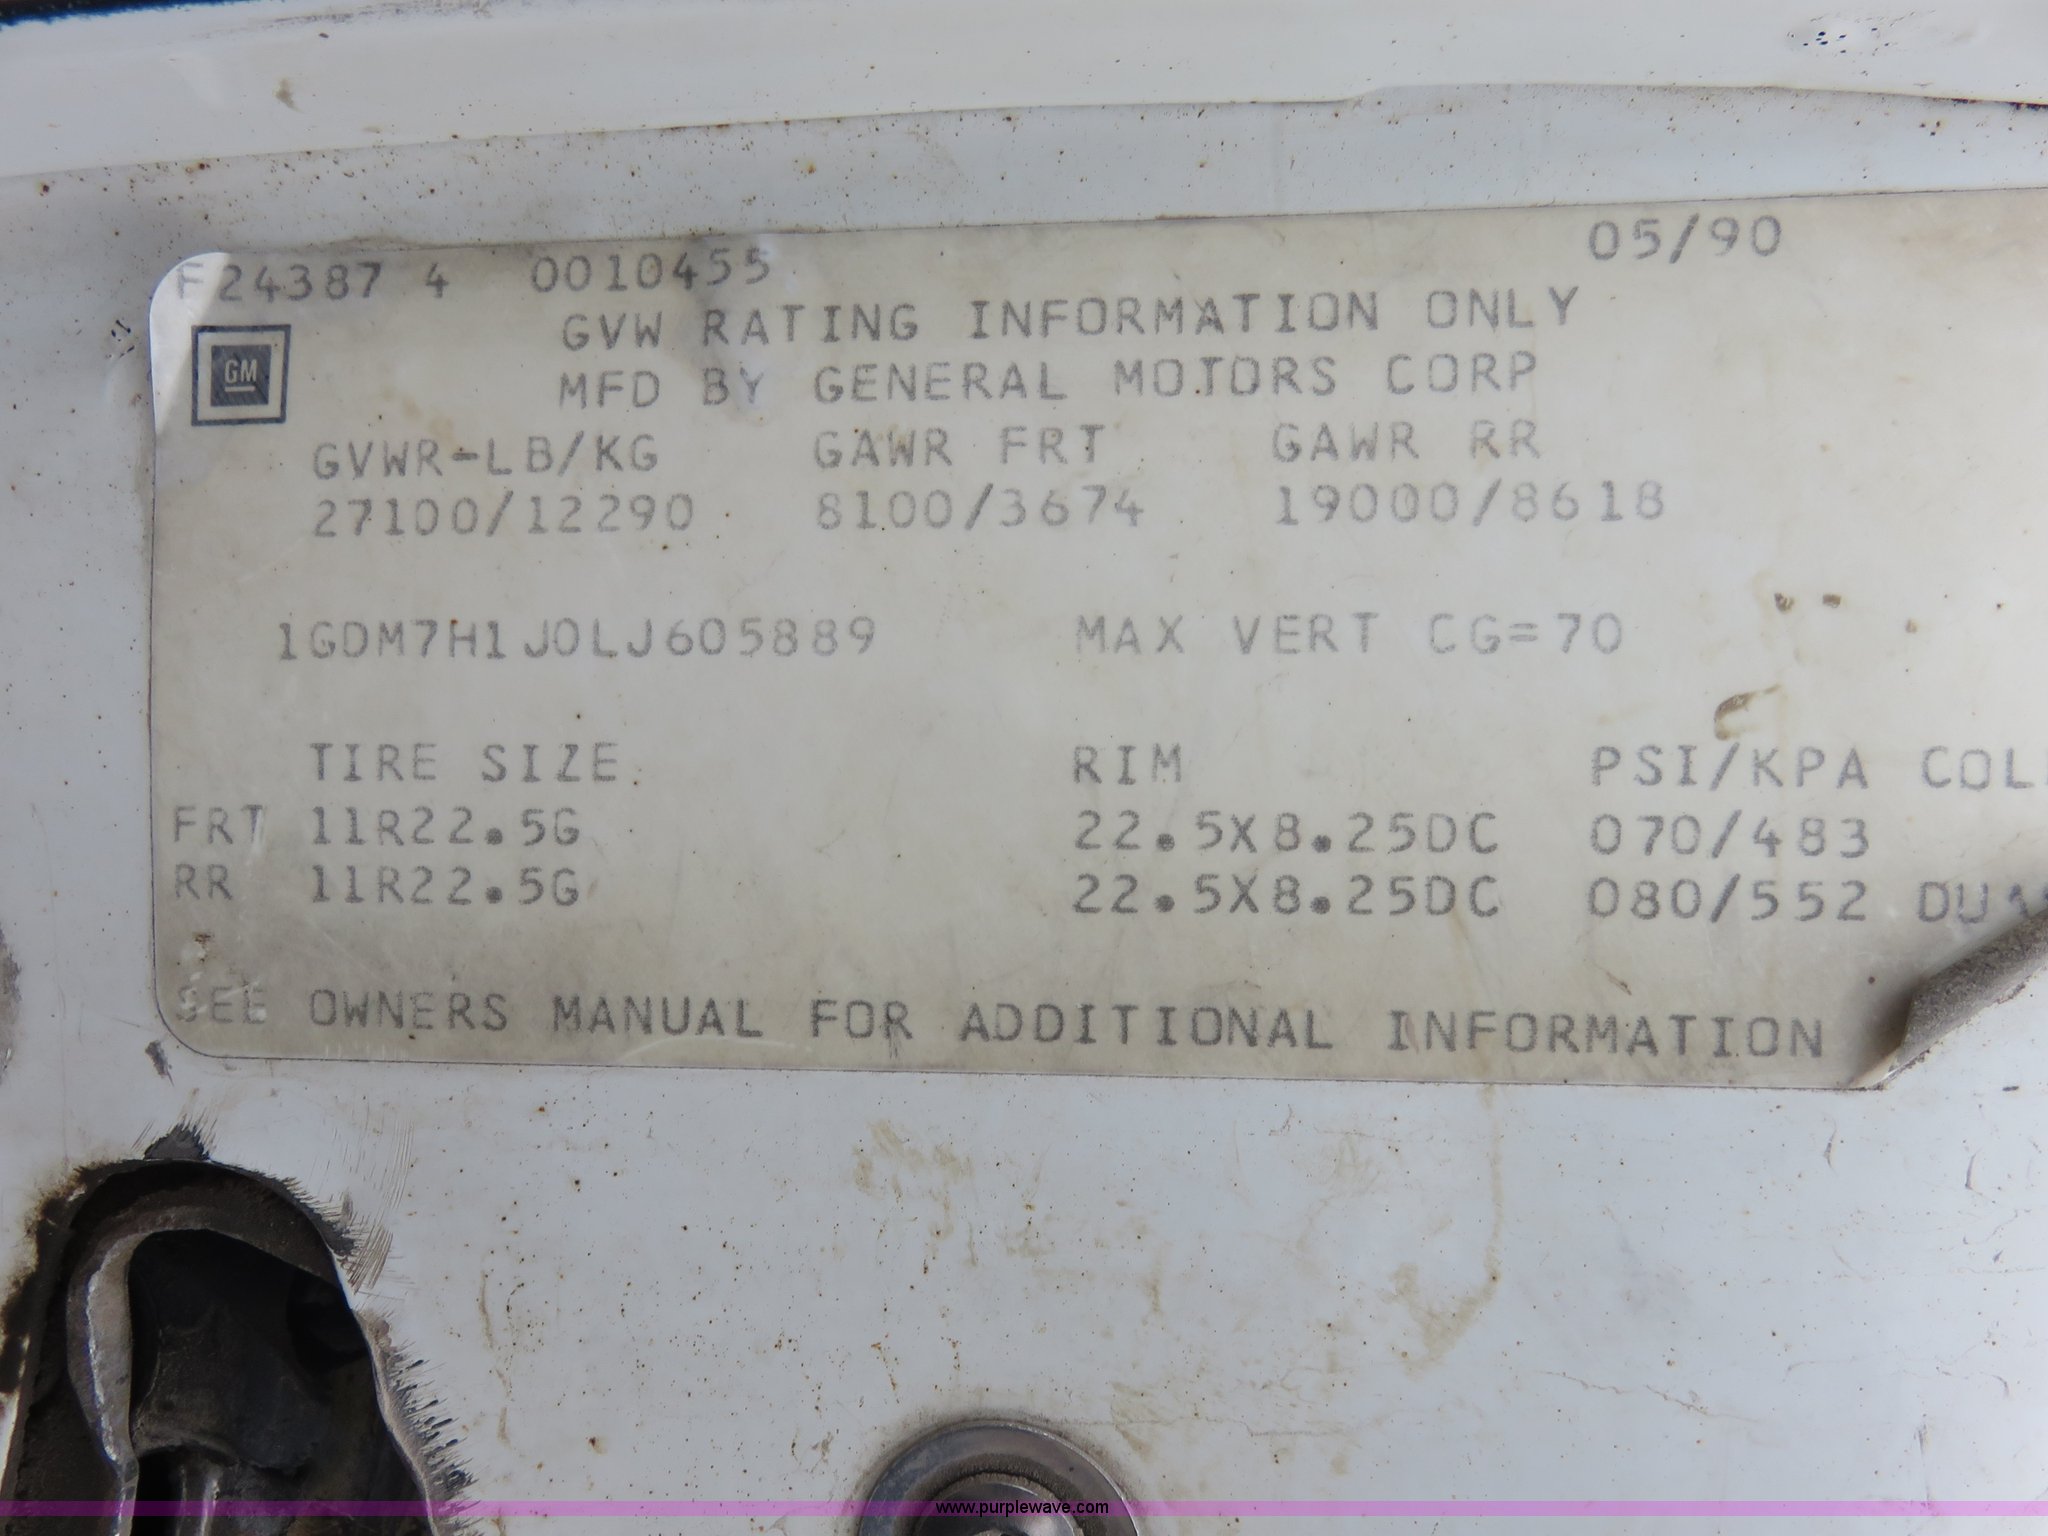 F24387 4 0010455 05/90
GM
GVW RATING INFORMATION ONLY
MFD BY GENERAL MOTORS CORP
GVWR-LB/KG GAWR FRT GAWR RR
27100/12290 8100/3674 19000/8618
1GDM7H1J0LJ605889 MAX VERT CG=70
TIRE SIZE RIM PSI/KPA COL
FRT 11R22.5G 22.5X8.25DC 070/483
RR 11R22.5G 22.5X8.25DC 080/552
SEE OWNERS MANUAL FOR ADDITIONAL INFORMATION
www.purplewave.com